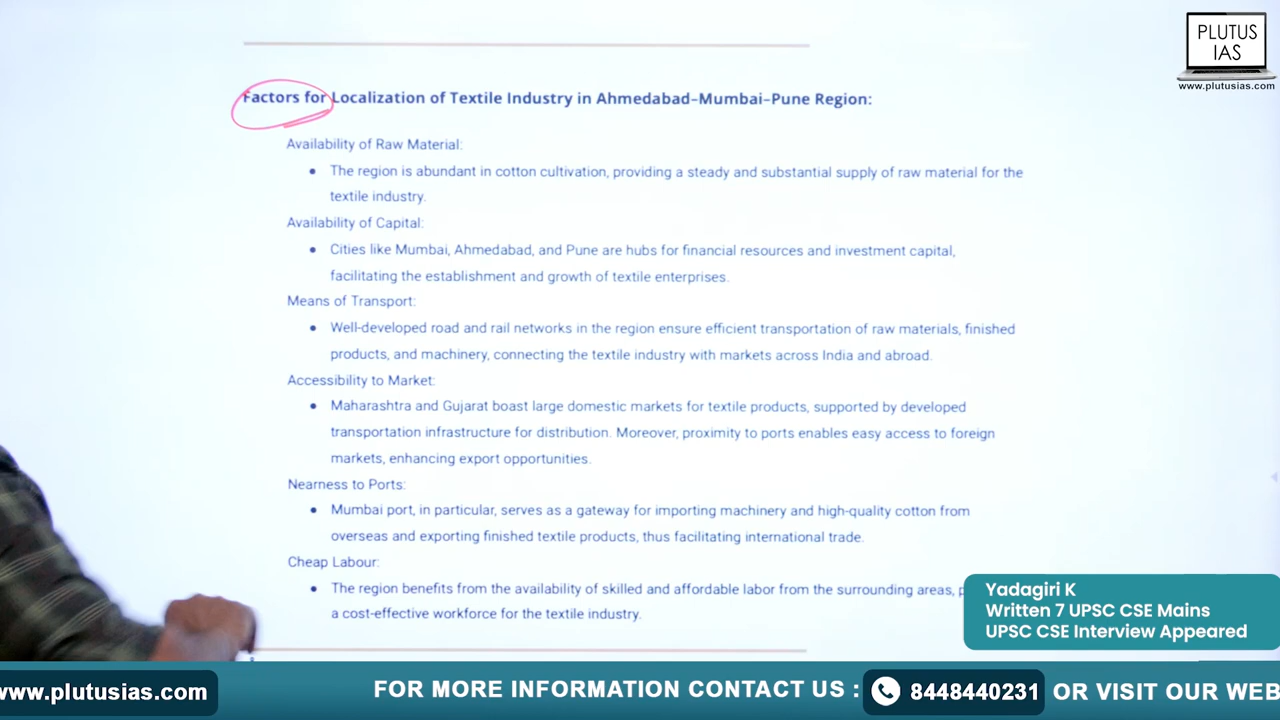 PLUTUS
IAS
www.plutusias.com
Factors for Localization of Textile Industry in Ahmedabad–Mumbai–Pune Region:
Availability of Raw Material:
• The region is abundant in cotton cultivation, providing a steady and substantial supply of raw material for the
textile industry.
Availability of Capital:
• Cities like Mumbai, Ahmedabad, and Pune are hubs for financial resources and investment capital,
facilitating the establishment and growth of textile enterprises.
Means of Transport:
• Well-developed road and rail networks in the region ensure efficient transportation of raw materials, finished
products, and machinery, connecting the textile industry with markets across India and abroad.
Accessibility to Market:
• Maharashtra and Gujarat boast large domestic markets for textile products, supported by developed
transportation infrastructure for distribution. Moreover, proximity to ports enables easy access to foreign
markets, enhancing export opportunities.
Nearness to Ports:
• Mumbai port, in particular, serves as a gateway for importing machinery and high-quality cotton from
overseas and exporting finished textile products, thus facilitating international trade.
Cheap Labour:
• The region benefits from the availability of skilled and affordable labor from the surrounding areas,
a cost-effective workforce for the textile industry.
Yadagiri K
Written 7 UPSC CSE Mains
UPSC CSE Interview Appeared
www.plutusias.com
FOR MORE INFORMATION CONTACT US : 8448440231 OR VISIT OUR WEB